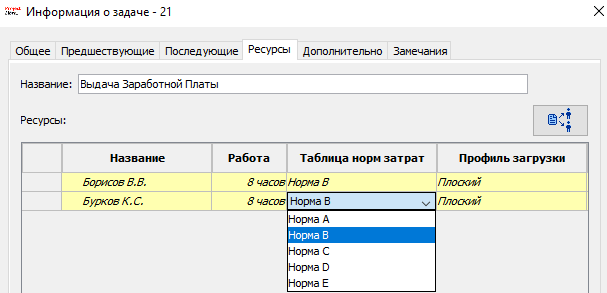 Информация о задаче - 21
Общее Предшествующие Последующие Ресурсы Дополнительно Замечания
Название: Выдача Заработной Платы
Ресурсы:
Название Работа Таблица норм затрат Профиль загрузки
Борисов В.В. 8 часов Норма B Плоский
Бурков К.С. 8 часов Норма B Плоский
Норма A
Норма B
Норма C
Норма D
Норма E